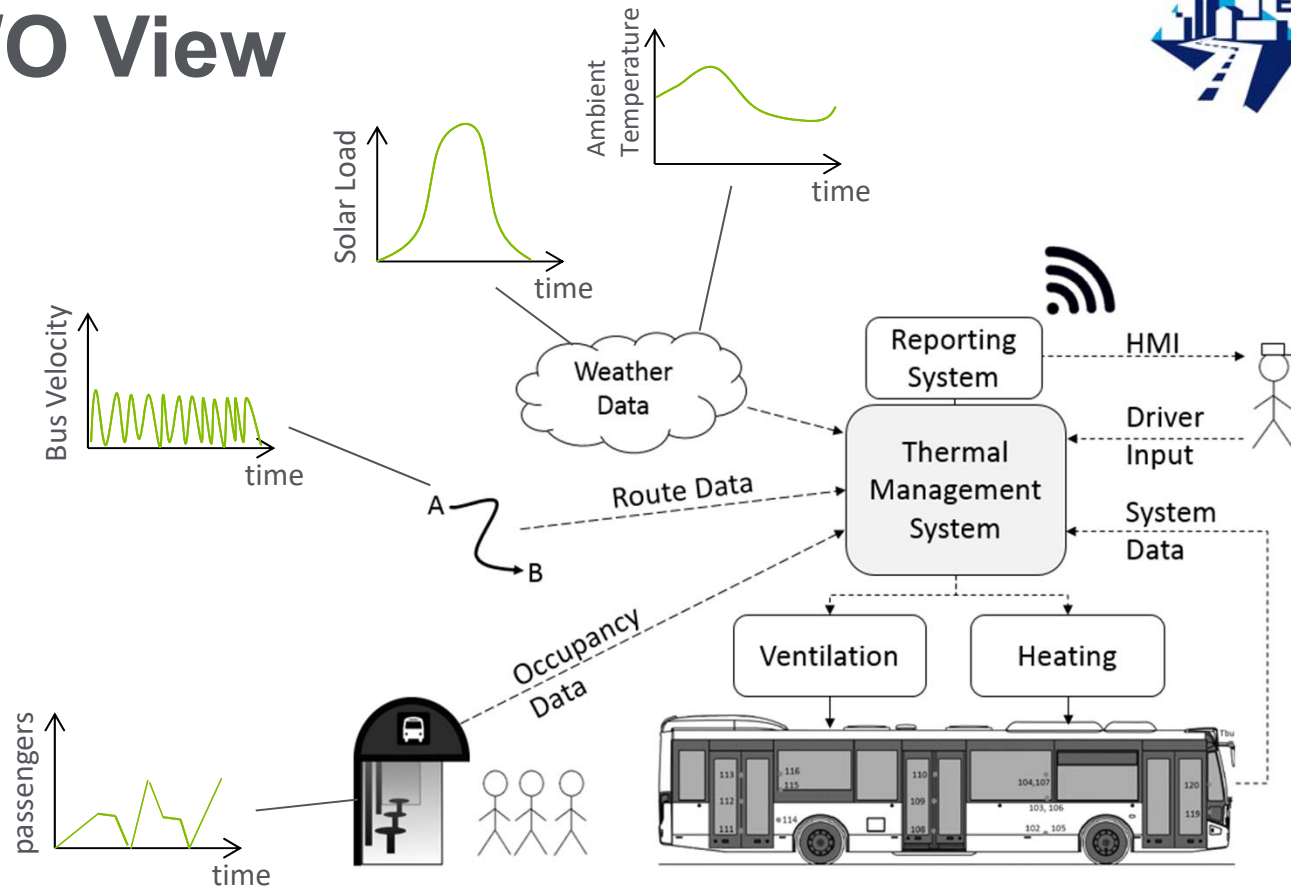 /O View
Ambient
Temperature
time
Solar Load
time
Bus Velocity
time
Weather
Data
Reporting
System
HMI
Driver
Input
Thermal
Management
System
Route Data
A
B
System
Data
Occupancy
Data
Ventilation
Heating
passengers
time
Tbu
113
112
111
116
115
114
110
109
108
104,107
103, 106
102
105
120
119